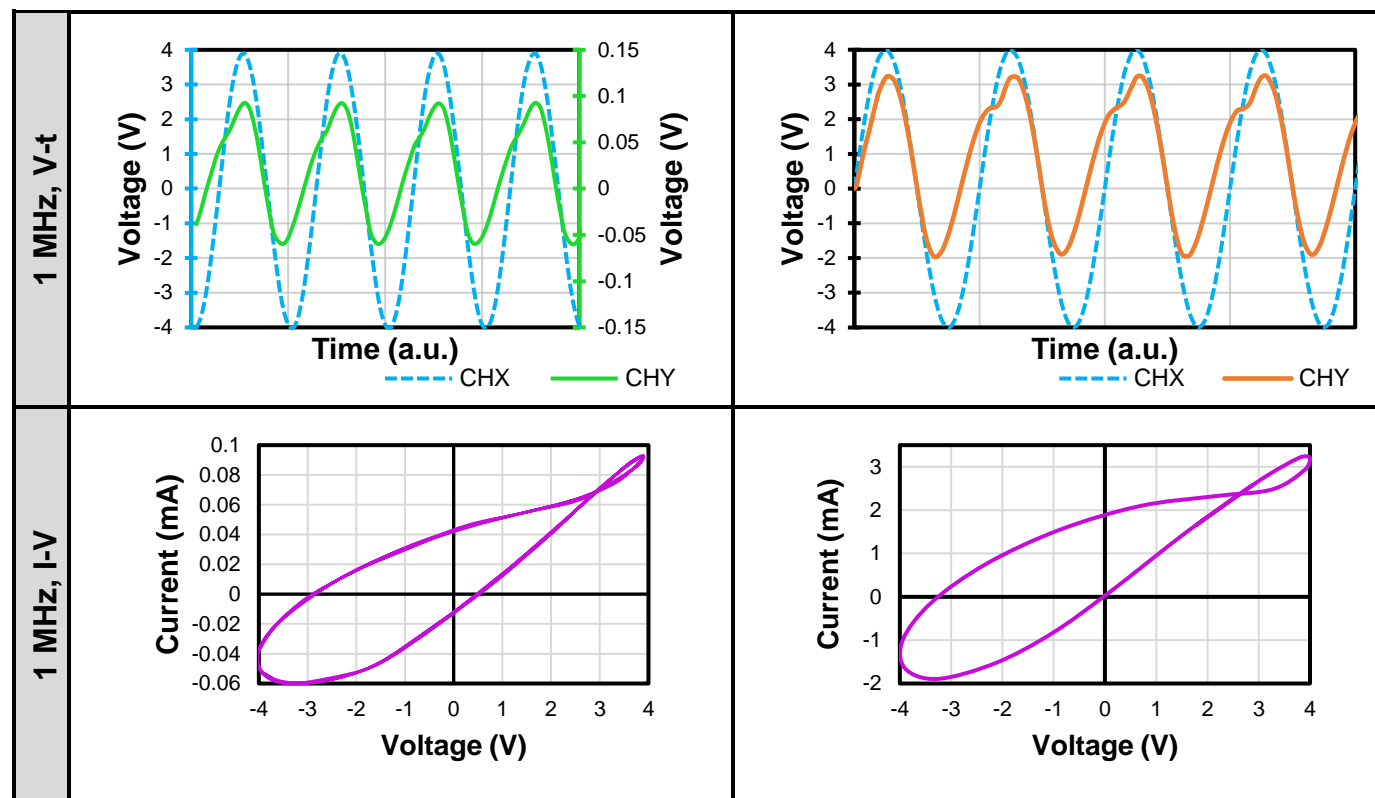 1 MHz, V-t
Voltage (V)
4
3
2
1
0
-1
-2
-3
-4
0.15
0.1
0.05
0
-0.05
-0.1
-0.15
Voltage (V)
Time (a.u.)
CHX CHY
Voltage (V)
4
3
2
1
0
-1
-2
-3
-4
Time (a.u.)
CHX CHY
1 MHz, I-V
Current (mA)
0.1
0.08
0.06
0.04
0.02
0
-0.02
-0.04
-0.06
-4 -3 -2 -1 0 1 2 3 4
Voltage (V)
Current (mA)
3
2
1
0
-1
-2
-4 -3 -2 -1 0 1 2 3 4
Voltage (V)